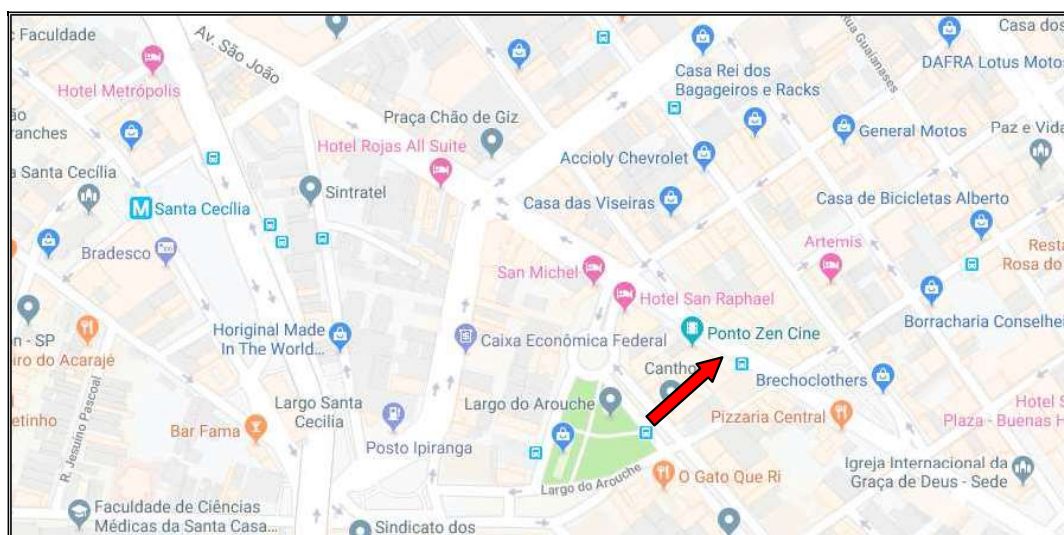 Faculdade
Av. São João
Casa dos
DAFRA Lotus Motos
Rua Guaianases
Hotel Metrópolis
Casa Rei dos
Bagageiros e Racks
Praça Chão de Giz
General Motos
Paz e Vida
Hotel Rojas All Suite
Accioly Chevrolet
Santa Cecília
Sintratel
M Santa Cecília
Casa das Viseiras
Casa de Bicicletas Alberto
Bradesco
Artemis
Rosa do
San Michel
Hotel San Raphael
Horiginal Made
In The World...
Caixa Econômica Federal
Ponto Zen Cine
Borracharia Conselhe
n - SP
iro do Acarajé
Cantho
Brechoclothers
R. Jesuíno Pascoal
Largo Santa
Cecilia
Largo do Arouche
Pizzaria Central
Hotel S
Plaza - Buenas H
etinho
Bar Fama
Posto Ipiranga
Largo do Arouche
O Gato Que Ri
Igreja Internacional da
Graça de Deus - Sede
Faculdade de Ciências
Médicas da Santa Casa...
Sindicato dos